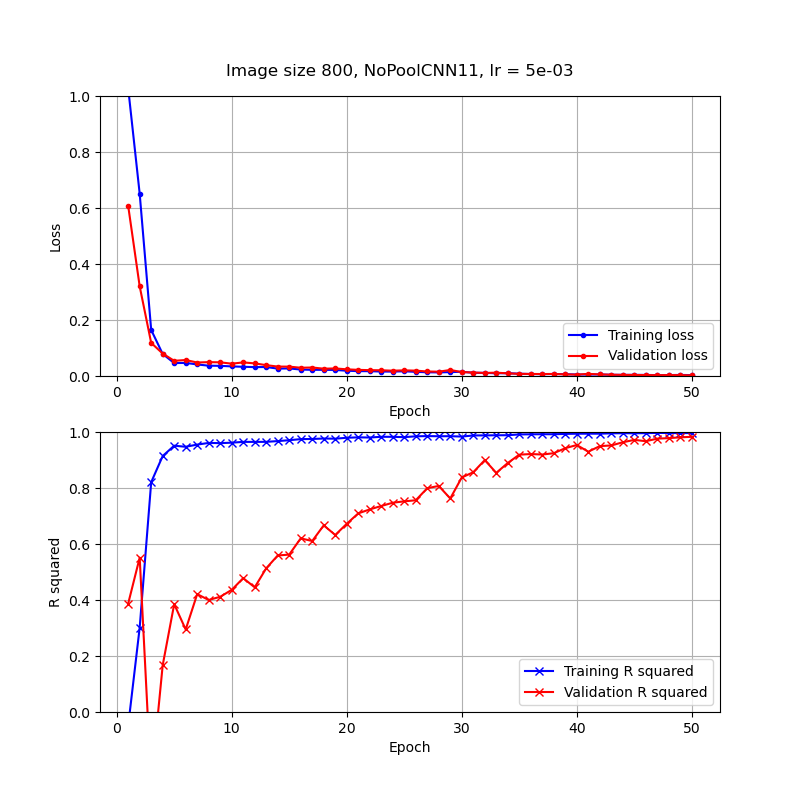 Image size 800, NoPoolCNN11, lr = 5e-03
1.0
0.8
0.6
0.4
0.2
0.0
Loss
Training loss
Validation loss
0 10 20 30 40 50
Epoch
1.0
0.8
0.6
0.4
0.2
0.0
R squared
Training R squared
Validation R squared
0 10 20 30 40 50
Epoch